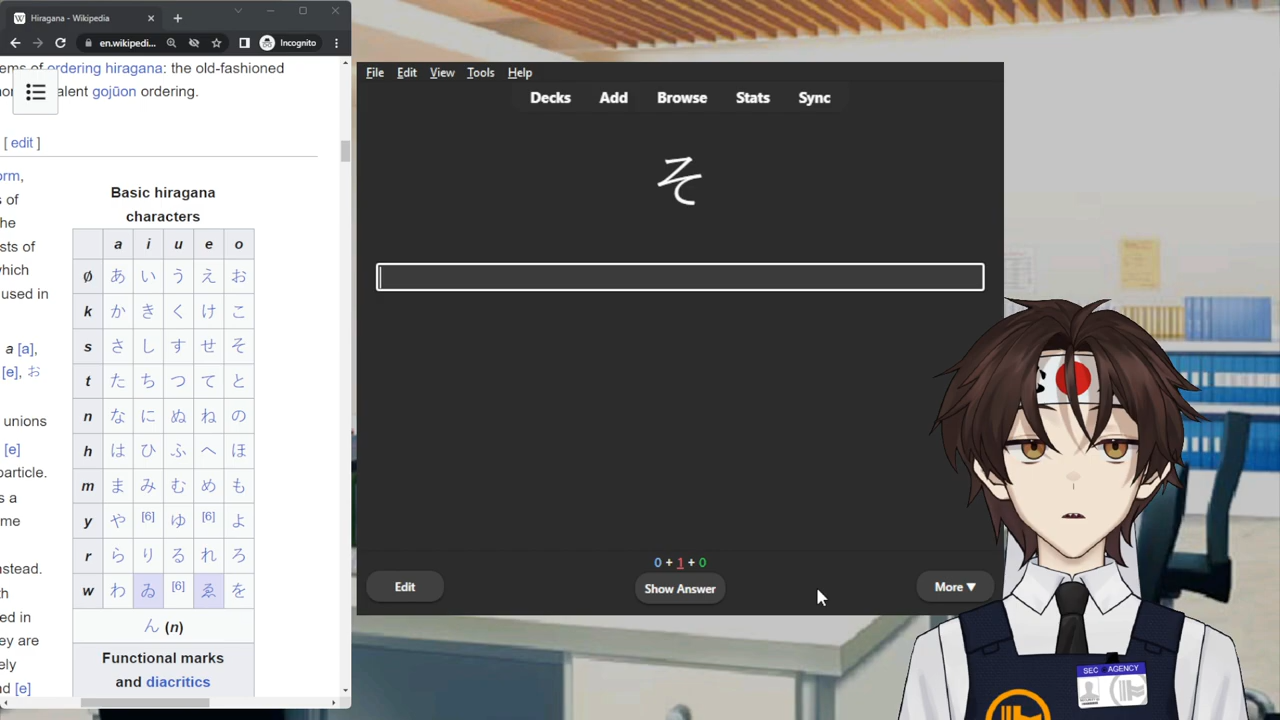 Hiragana - Wikipedia
en.wikipedi...
Incognito
ems of ordering hiragana: the old-fashioned
alent gojūon ordering.
[ edit ]
orm,
s of
he
sts of
which
used in
a [a],
[e], お
unions
[e]
particle.
s a
me
nstead.
th
ed in
ey are
ely
nd [e]
Basic hiragana
characters
a i u e o
∅ あ い う え お
k か き く け こ
s さ し す せ そ
t た ち つ て と
n な に ぬ ね の
h は ひ ふ へ ほ
m ま み む め も
y や [6] ゆ [6] よ
r ら り る れ ろ
w わ ゐ [6] ゑ を
ん (n)
Functional marks
and diacritics
File Edit View Tools Help
Decks Add Browse Stats Sync
そ
0 + 1 + 0
Edit
Show Answer
More ▼
SEC AGENCY